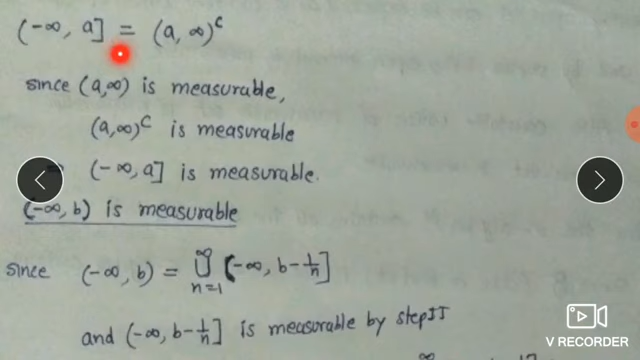 (-∞, a] = (a, ∞)ᶜ
since (a,∞) is measurable,
(a,∞)ᶜ is measurable
⇒ (-∞, a] is measurable.
(-∞, b) is measurable
since (-∞, b) = ∞∪n=1 (-∞, b-1/n]
and (-∞, b-1/n] is measurable by step II
V RECORDER